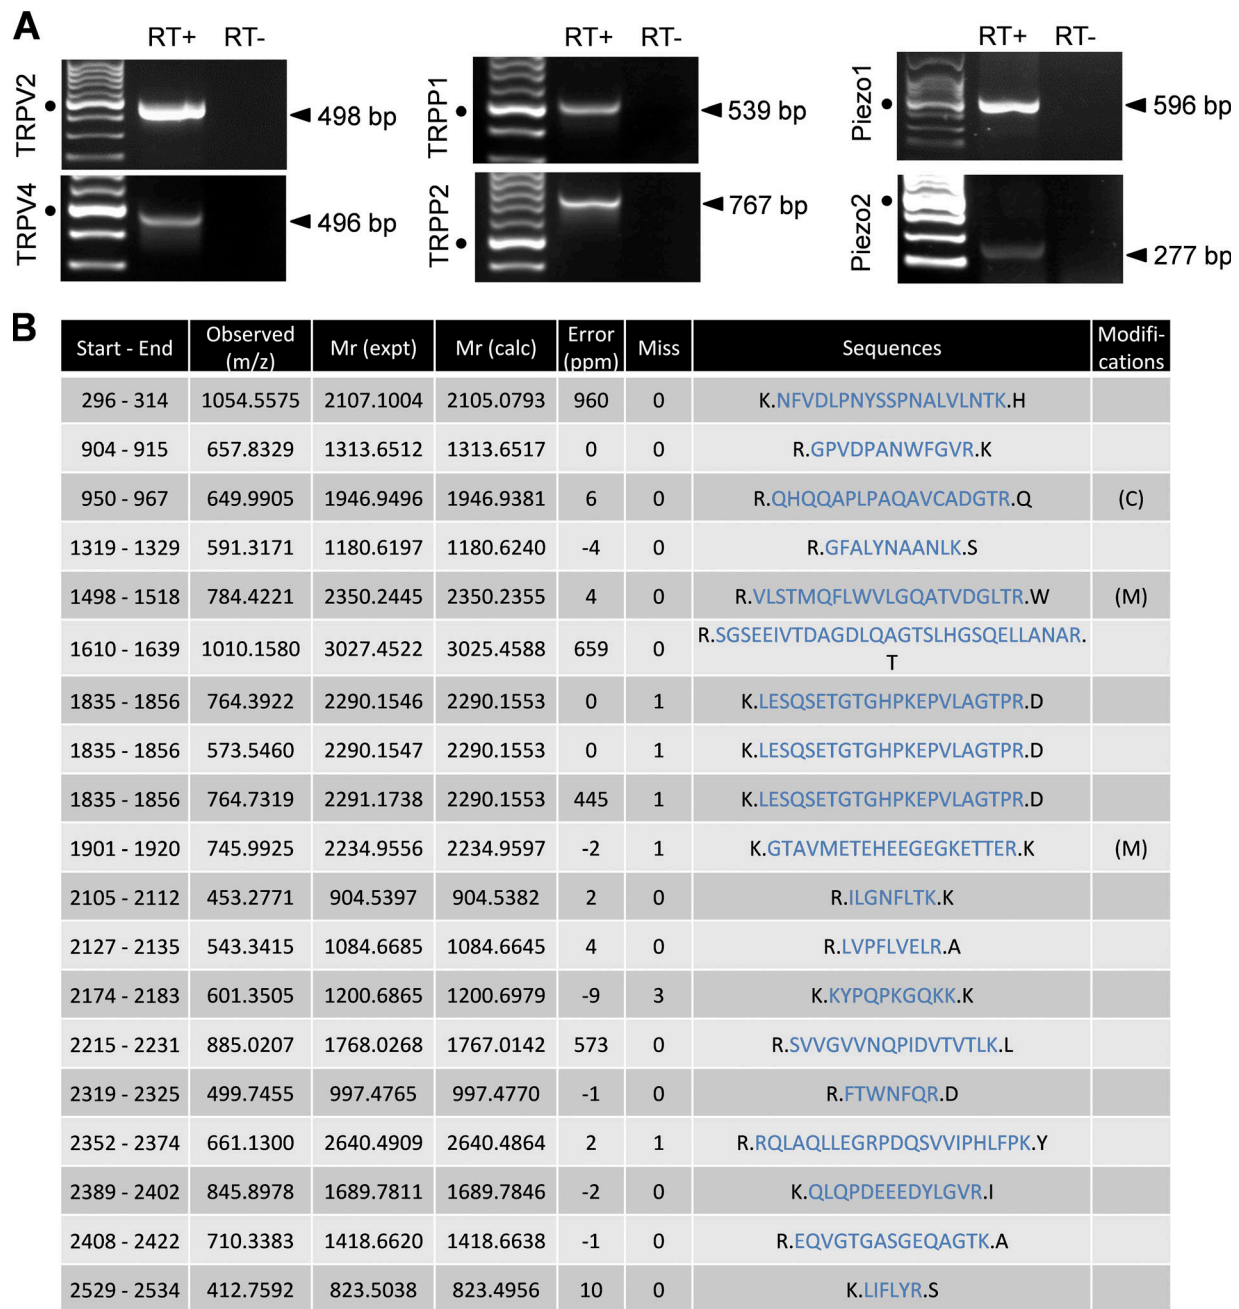 A
RT+ RT-
RT+ RT-
RT+ RT-
TRPV2
498 bp
TRPP1
539 bp
Piezo1
596 bp
TRPV4
496 bp
TRPP2
767 bp
Piezo2
277 bp
B
Start - End Observed (m/z) Mr (expt) Mr (calc) Error (ppm) Miss Sequences Modifi-cations
296 - 314 1054.5575 2107.1004 2105.0793 960 0 K.NFVDLPNYSSPNALVLNTK.H
904 - 915 657.8329 1313.6512 1313.6517 0 0 R.GPVDPANWFGVR.K
950 - 967 649.9905 1946.9496 1946.9381 6 0 R.QHQQAPLPAQAVCADGTR.Q (C)
1319 - 1329 591.3171 1180.6197 1180.6240 -4 0 R.GFALYNAANLK.S
1498 - 1518 784.4221 2350.2445 2350.2355 4 0 R.VLSTMQFLWVLGQATVDGLTR.W (M)
1610 - 1639 1010.1580 3027.4522 3025.4588 659 0 R.SGSEEIVTDAGDLQAGTSLHGSQELLANAR.
T
1835 - 1856 764.3922 2290.1546 2290.1553 0 1 K.LESQSETGTGHPKEPVLAGTPR.D
1835 - 1856 573.5460 2290.1547 2290.1553 0 1 K.LESQSETGTGHPKEPVLAGTPR.D
1835 - 1856 764.7319 2291.1738 2290.1553 445 1 K.LESQSETGTGHPKEPVLAGTPR.D
1901 - 1920 745.9925 2234.9556 2234.9597 -2 1 K.GTAVMETEHEEGEGKETTER.K (M)
2105 - 2112 453.2771 904.5397 904.5382 2 0 R.ILGNFLTK.K
2127 - 2135 543.3415 1084.6685 1084.6645 4 0 R.LVPFLVELR.A
2174 - 2183 601.3505 1200.6865 1200.6979 -9 3 K.KYPQPKGQKK.K
2215 - 2231 885.0207 1768.0268 1767.0142 573 0 R.SVVGVVNQPIDVTVTLK.L
2319 - 2325 499.7455 997.4765 997.4770 -1 0 R.FTWNFQR.D
2352 - 2374 661.1300 2640.4909 2640.4864 2 1 R.RQLAQLLEGRPDQSVVIPHLFPK.Y
2389 - 2402 845.8978 1689.7811 1689.7846 -2 0 K.QLQPDEEEDYLGVR.I
2408 - 2422 710.3383 1418.6620 1418.6638 -1 0 R.EQVGTGASGEQAGTK.A
2529 - 2534 412.7592 823.5038 823.4956 10 0 K.LIFLYR.S